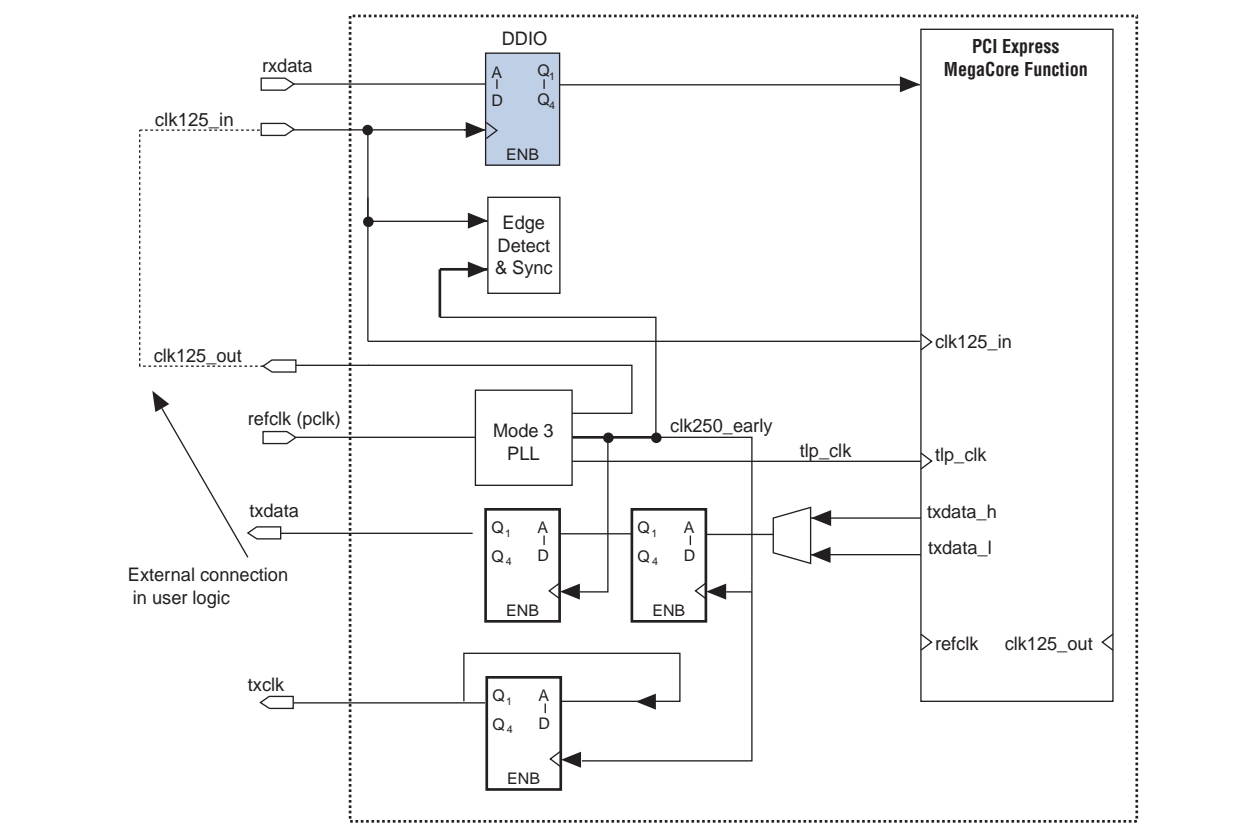 DDIO
PCI Express
MegaCore Function
rxdata
A
D
Q1
Q4
ENB
clk125_in
Edge
Detect
& Sync
clk125_in
clk125_out
refclk (pclk)
Mode 3
PLL
clk250_early
tlp_clk
tlp_clk
txdata
Q1
A
Q4
D
ENB
Q1
A
Q4
D
ENB
txdata_h
txdata_l
External connection
in user logic
refclk
clk125_out
txclk
Q1
A
Q4
D
ENB